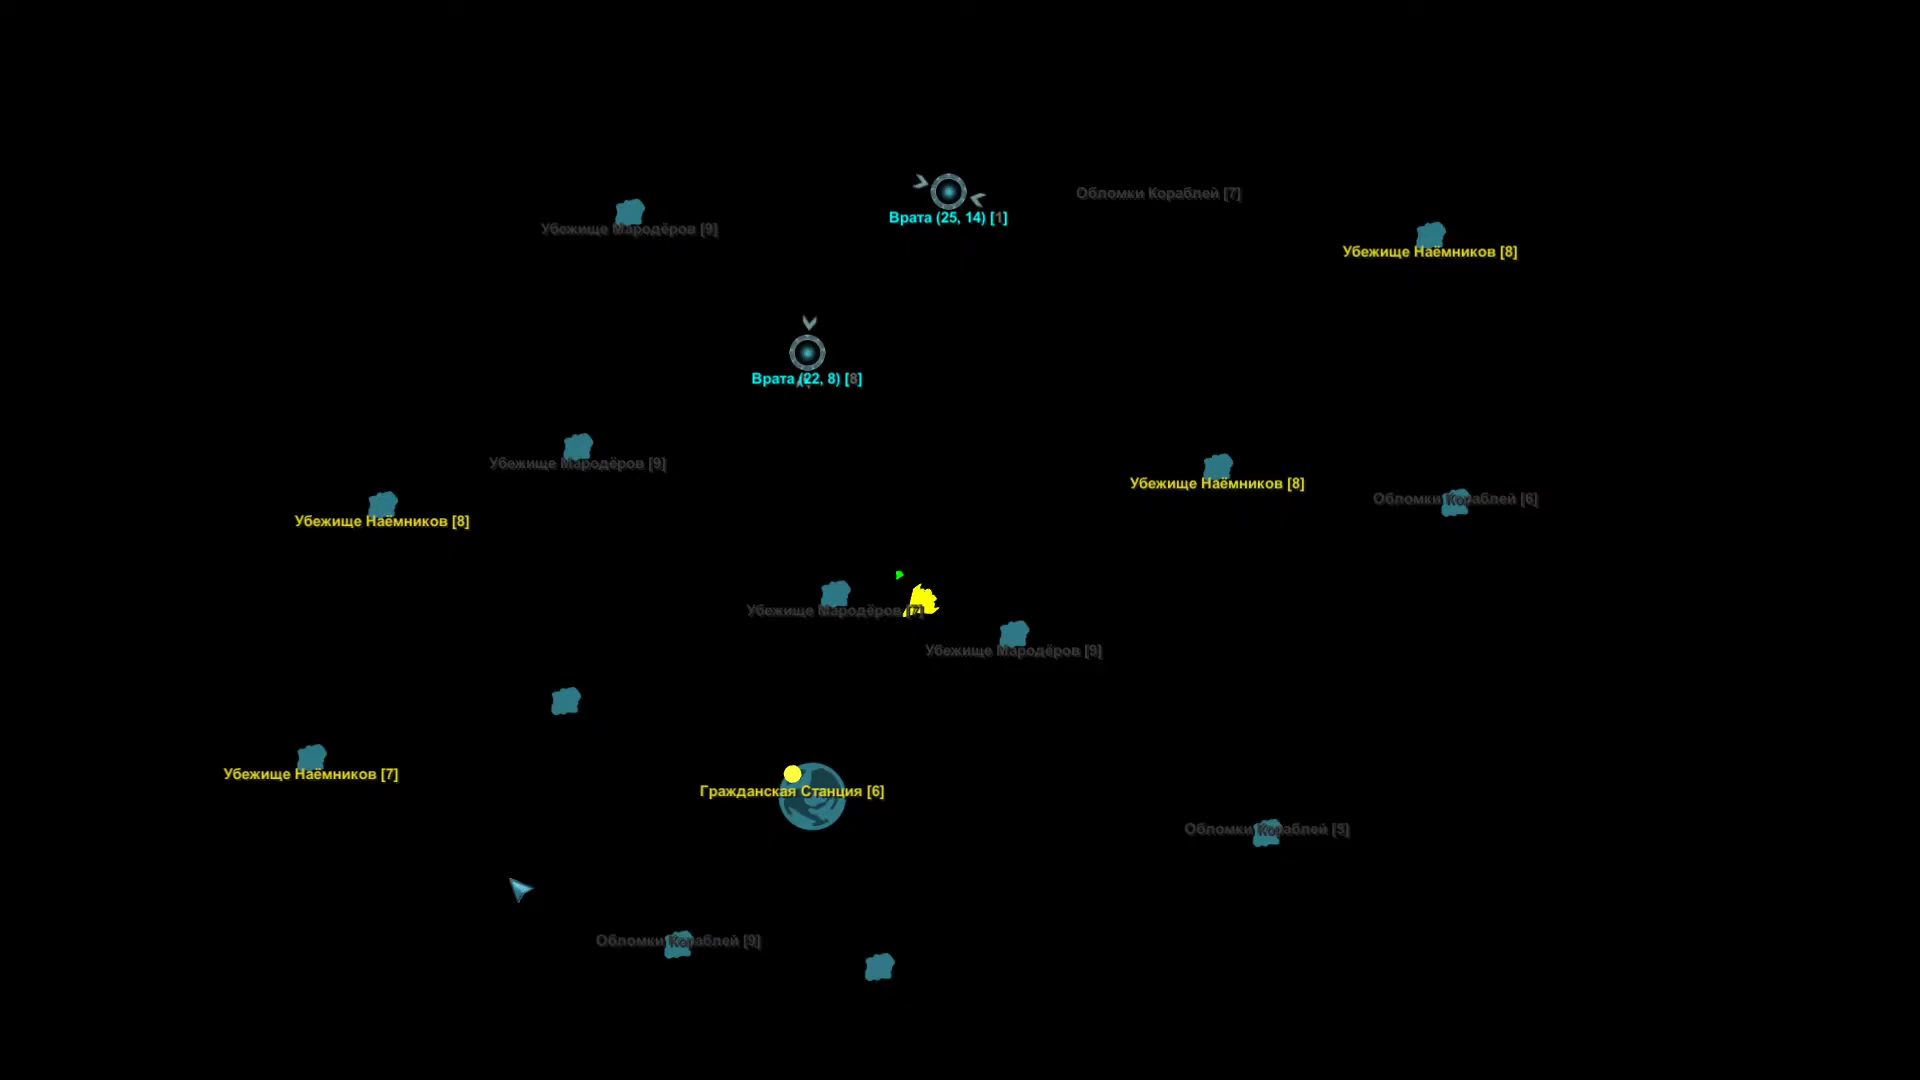 Обломки Кораблей [7]
Врата (25, 14) [1]
Убежище Мародёров [9]
Убежище Наёмников [8]
Врата (22, 8) [8]
Убежище Мародёров [9]
Убежище Наёмников [8]
Обломки Кораблей [6]
Убежище Наёмников [8]
Убежище Мародёров [7]
Убежище Мародёров [9]
Убежище Наёмников [7]
Гражданская Станция [6]
Обломки Кораблей [5]
Обломки Кораблей [9]